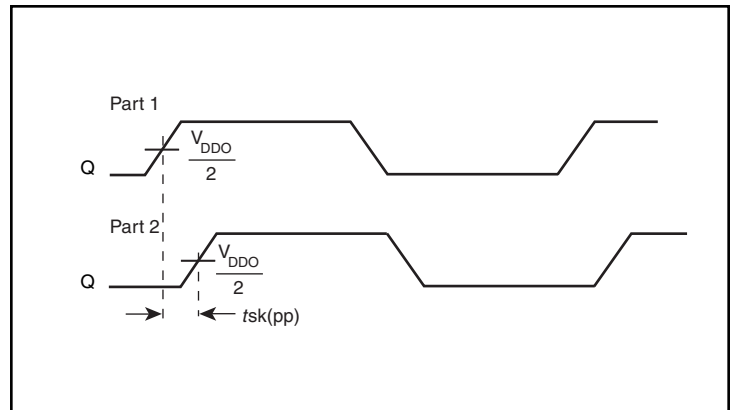 Part 1
Q
V_DDO
2
Part 2
Q
V_DDO
2
tsk(pp)